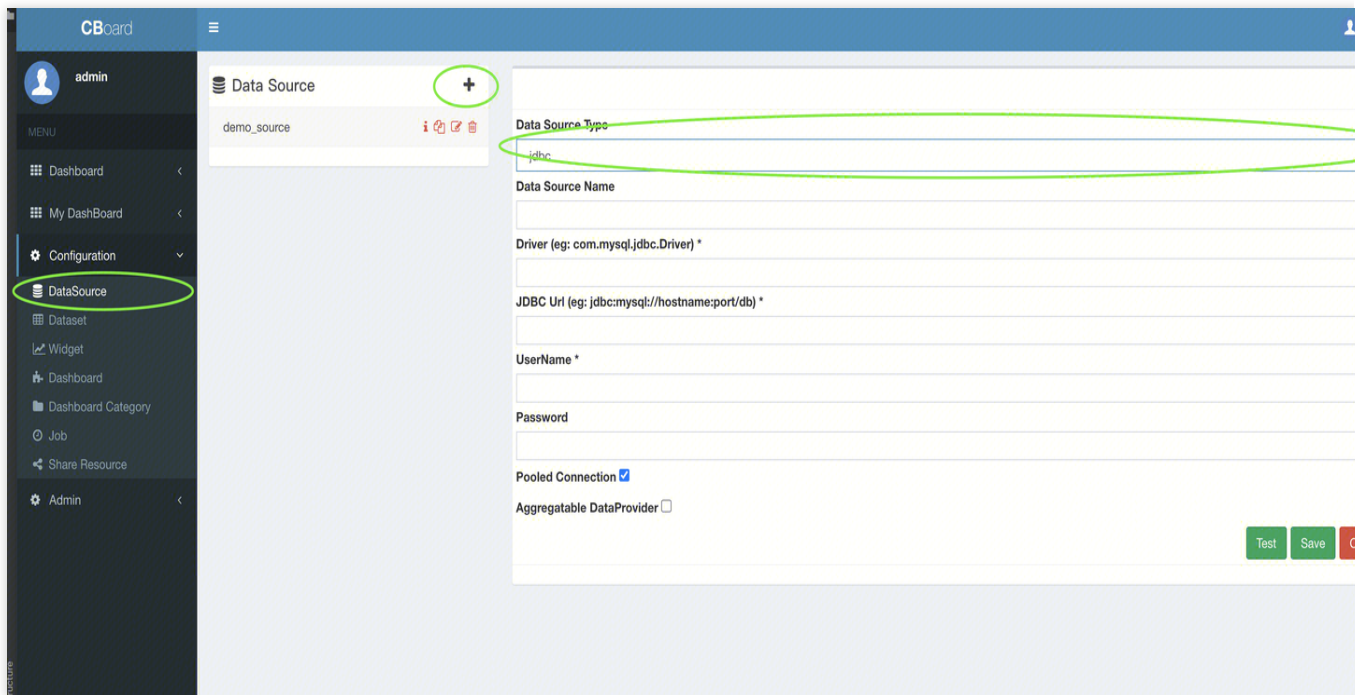 CBoard
admin
MENU
Dashboard
My DashBoard
Configuration
DataSource
Dataset
Widget
Dashboard
Dashboard Category
Job
Share Resource
Admin
Data Source
demo_source
Data Source Type
jdbc
Data Source Name
Driver (eg: com.mysql.jdbc.Driver) *
JDBC Url (eg: jdbc:mysql://hostname:port/db) *
UserName *
Password
Pooled Connection
Aggregatable DataProvider
Test Save